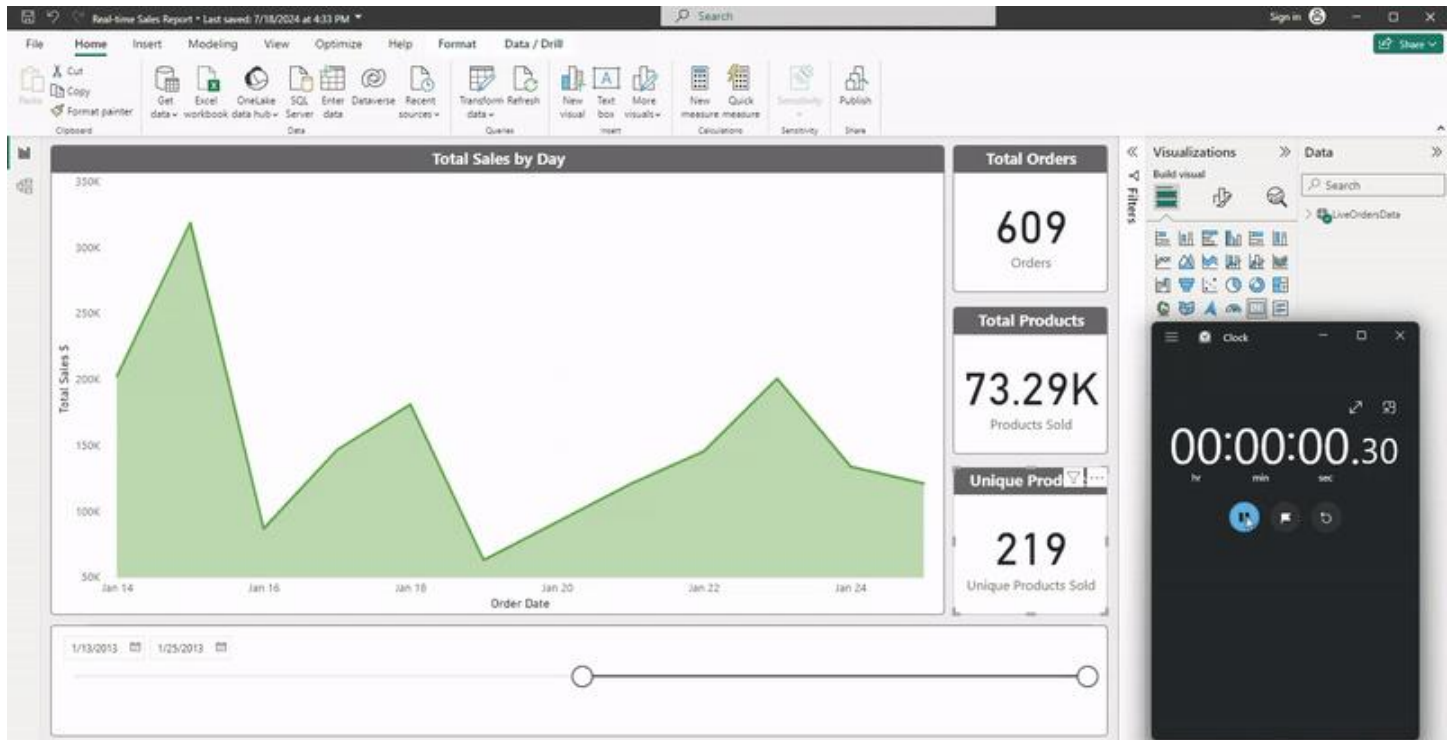 Real-time Sales Report • Last saved: 7/18/2024 at 4:33 PM
Search
Sign in
File Home Insert Modeling View Optimize Help Format Data / Drill
Share
Paste
Cut
Copy
Format painter
Get data
Excel workbook
OneLake data hub
SQL Server
Enter data
Dataverse
Recent sources
Transform data
Refresh
New visual
Text box
More visuals
New measure
Quick measure
Sensitivity
Publish
Clipboard
Data
Queries
Insert
Calculations
Sensitivity
Share
Total Sales by Day
350K
300K
250K
200K
150K
100K
50K
Total Sales $
Jan 14 Jan 16 Jan 18 Jan 20 Jan 22 Jan 24
Order Date
Total Orders
609
Orders
Total Products
73.29K
Products Sold
Unique Prod
219
Unique Products Sold
1/13/2013 1/25/2013
Filters
Visualizations
Build visual
Data
Search
LiveOrdersData
Clock
00:00:00.30
hr min sec